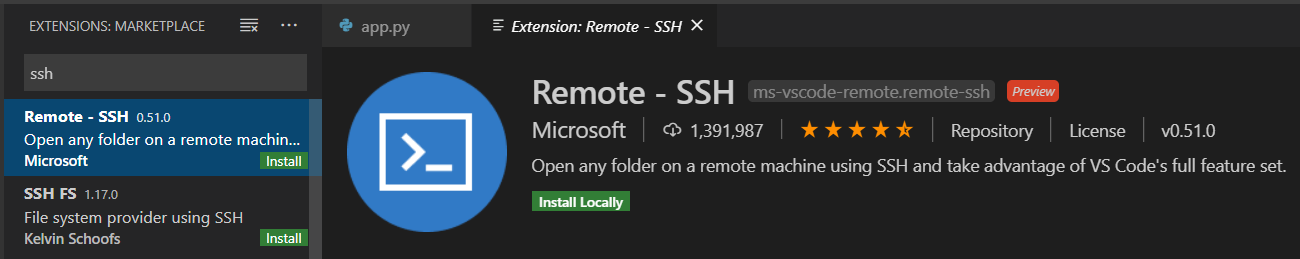 EXTENSIONS: MARKETPLACE
ssh
Remote - SSH 0.51.0
Open any folder on a remote machin...
Microsoft Install
SSH FS 1.17.0
File system provider using SSH
Kelvin Schoofs Install
app.py Extension: Remote - SSH
Remote - SSH ms-vscode-remote.remote-ssh Preview
Microsoft 1,391,987 Repository License v0.51.0
Open any folder on a remote machine using SSH and take advantage of VS Code's full feature set.
Install Locally